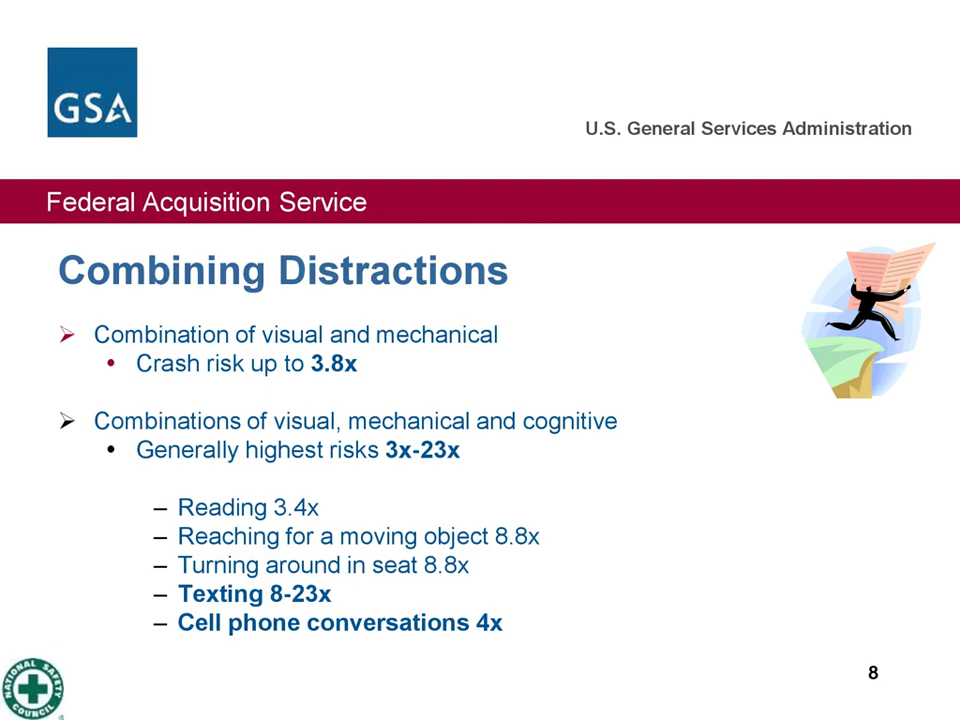 GSA
U.S. General Services Administration
Federal Acquisition Service
Combining Distractions
➢ Combination of visual and mechanical
• Crash risk up to 3.8x
➢ Combinations of visual, mechanical and cognitive
• Generally highest risks 3x-23x
– Reading 3.4x
– Reaching for a moving object 8.8x
– Turning around in seat 8.8x
– Texting 8-23x
– Cell phone conversations 4x
NATIONAL SAFETY COUNCIL
®
8